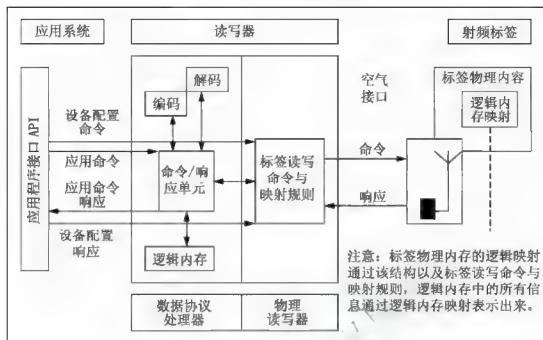 应用系统
读写器
射频标签
解码
编码
空气
接口
标签物理内容
逻辑内
存映射
应用程序接口 API
设备配置
命令
应用命令
应用命令
响应
设备配置
响应
命令/响
应单元
标签读写
命令与
映射规则
命令
响应
逻辑内存
数据协议
处理器
物理
读写器
注意：标签物理内存的逻辑映射
通过该结构以及标签读写命令与
映射规则，逻辑内存中的所有信
息通过逻辑内存映射表示出来。